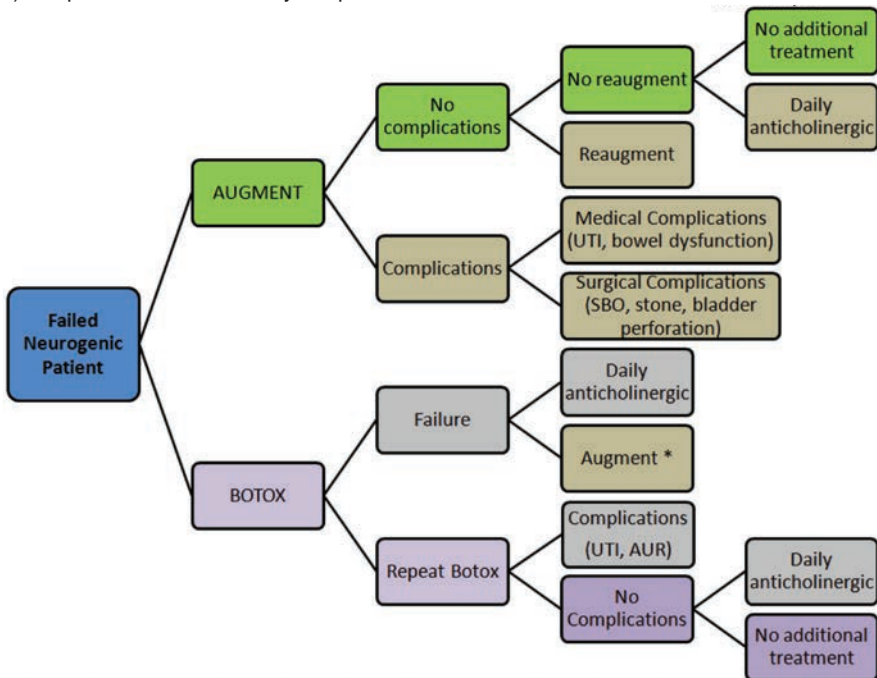 No additional
treatment
No reaugment
Daily
anticholinergic
No
complications
Reaugment
AUGMENT
Medical Complications
(UTI, bowel dysfunction)
Complications
Surgical Complications
(SBO, stone, bladder
perforation)
Failed
Neurogenic
Patient
Daily
anticholinergic
Failure
Augment *
BOTOX
Complications
(UTI, AUR)
Repeat Botox
Daily
anticholinergic
No
Complications
No additional
treatment